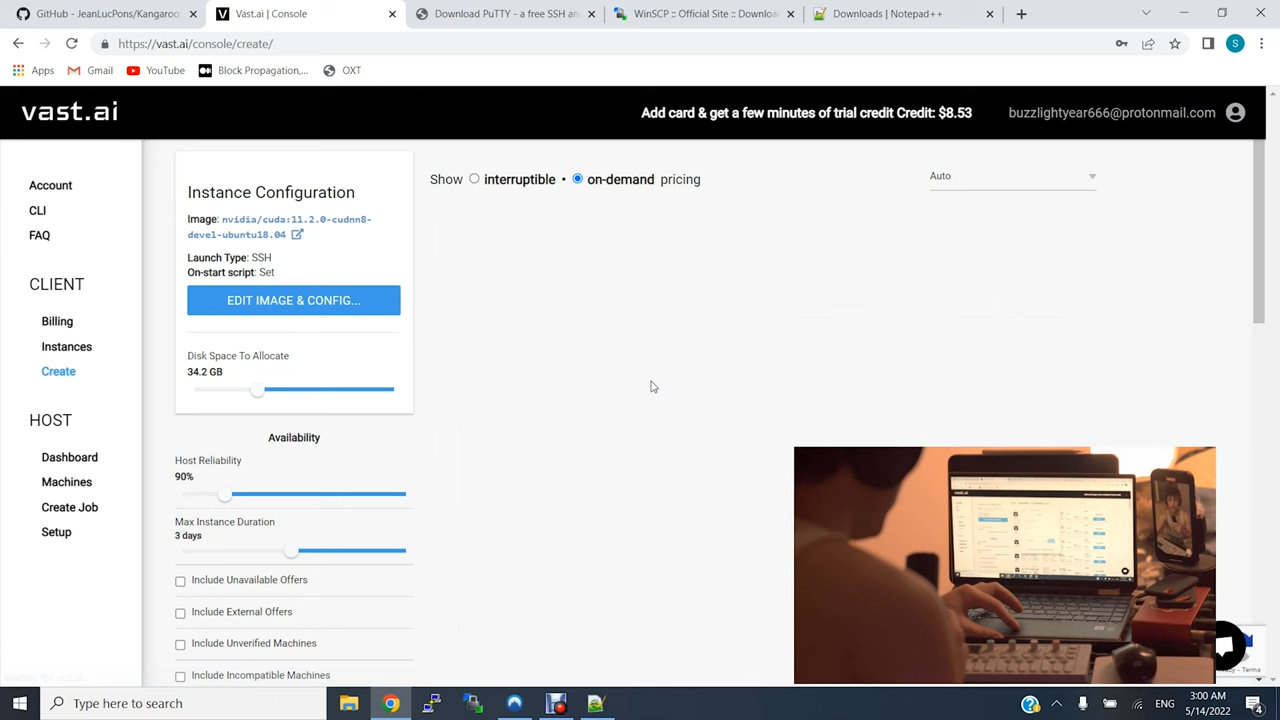 GitHub - JeanLucPons/Kangaroo:
Vast.ai | Console
Download PuTTY - a free SSH an
WinSCP :: Official Site :: Downloa
Downloads | Notepad++
https://vast.ai/console/create/
S
Apps
Gmail
YouTube
Block Propagation,...
OXT
vast.ai
Add card & get a few minutes of trial credit Credit: $8.53
buzzlightyear666@protonmail.com
Account
CLI
FAQ
CLIENT
Billing
Instances
Create
HOST
Dashboard
Machines
Create Job
Setup
Instance Configuration
Image: nvidia/cuda:11.2.0-cudnn8-
devel-ubuntu18.04
Launch Type: SSH
On-start script: Set
EDIT IMAGE & CONFIG...
Disk Space To Allocate
34.2 GB
Availability
Host Reliability
90%
Max Instance Duration
3 days
Include Unavailable Offers
Include External Offers
Include Unverified Machines
Include Incompatible Machines
Show interruptible • on-demand pricing
Auto
vast.ai
Terms
Type here to search
ENG
3:00 AM
5/14/2022
4